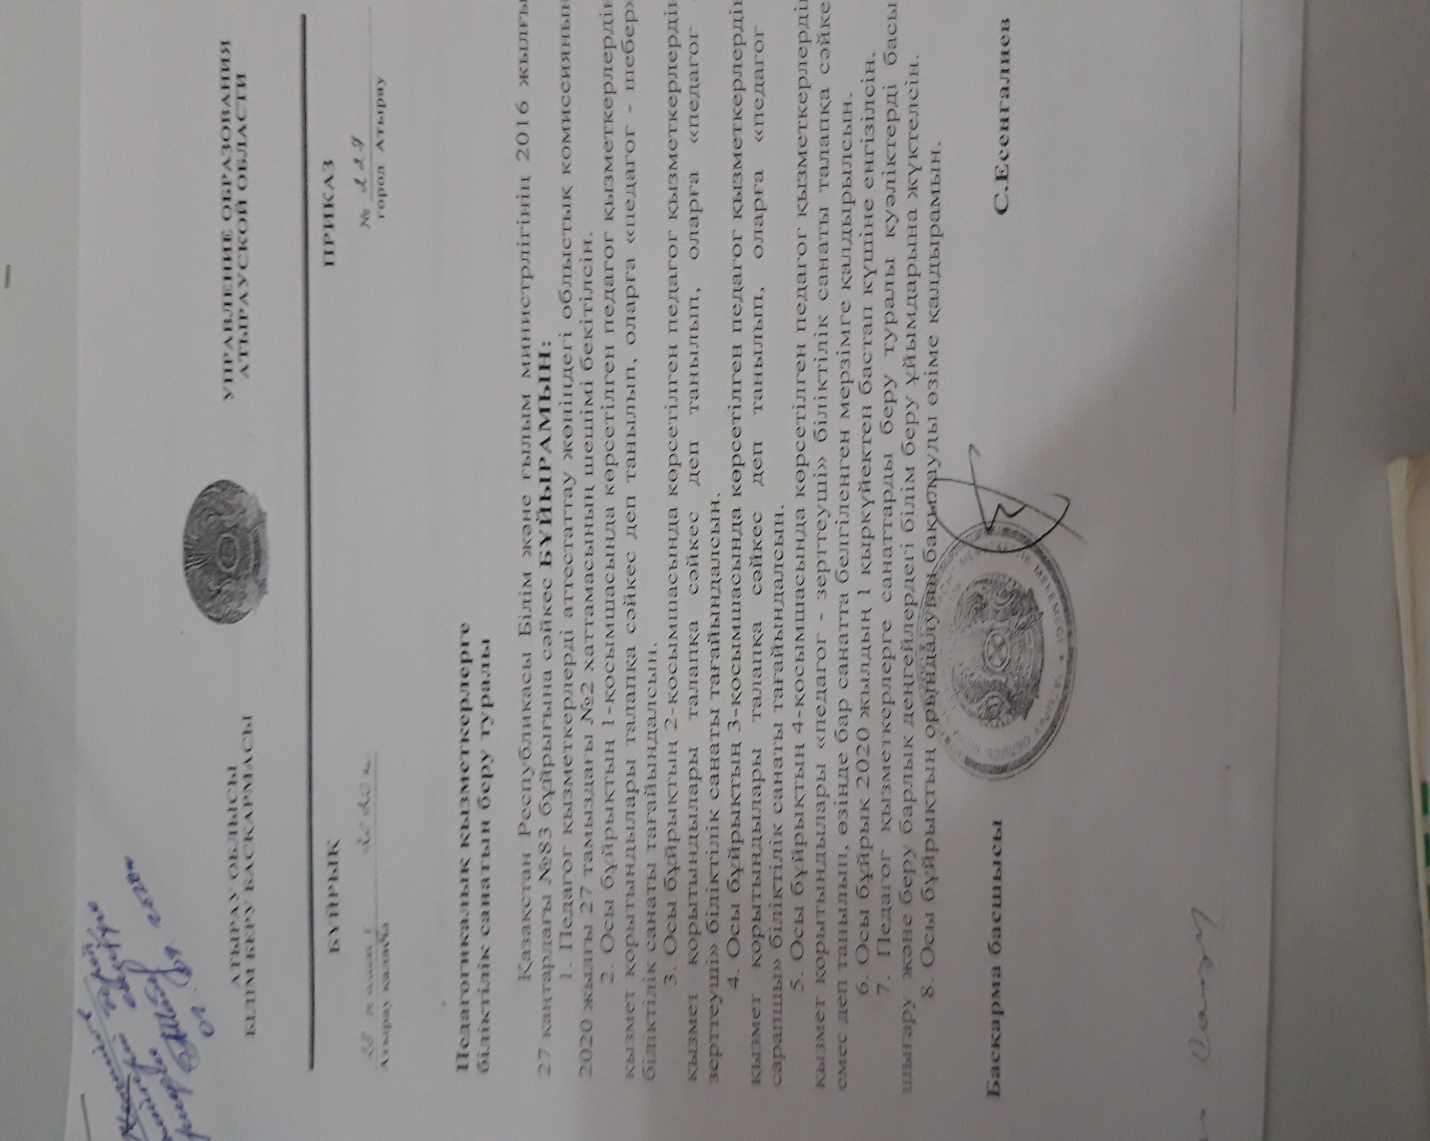 АТЫРАУ ОБЛЫСЫ
БІЛІМ БЕРУ БАСҚАРМАСЫ
УПРАВЛЕНИЕ ОБРАЗОВАНИЯ
АТЫРАУСКОЙ ОБЛАСТИ
БҰЙРЫҚ
ПРИКАЗ
№ 227
Атырау қаласы
город Атырау
Педагогикалық қызметкерлерге
біліктілік санатын беру туралы
Қазақстан Республикасы Білім және ғылым министрлігінің 2016 жылғы
27 қаңтардағы №83 бұйрығына сәйкес БҰЙЫРАМЫН:
1. Педагог қызметкерлерді аттестаттау жөніндегі облыстық комиссияның
2020 жылғы 27 тамыздағы №2 хаттамасының шешімі бекітілсін.
2. Осы бұйрықтың 1-қосымшасында көрсетілген педагог қызметкерлердің
қызмет қорытындылары талапқа сәйкес деп танылып, оларға «педагог - шебер»
біліктілік санаты тағайындалсын.
3. Осы бұйрықтың 2-қосымшасында көрсетілген педагог қызметкерлердің
қызмет қорытындылары талапқа сәйкес деп танылып, оларға «педагог -
зерттеуші» біліктілік санаты тағайындалсын.
4. Осы бұйрықтың 3-қосымшасында көрсетілген педагог қызметкерлердің
қызмет қорытындылары талапқа сәйкес деп танылып, оларға «педагог
сарапшы» біліктілік санаты тағайындалсын.
5. Осы бұйрықтың 4-қосымшасында көрсетілген педагог қызметкерлердің
қызмет қорытындылары «педагог - зерттеуші» біліктілік санаты талапқа сәйкес
емес деп танылып, өзінде бар санатта белгіленген мерзімге қалдырылсын.
6. Осы бұйрық 2020 жылдың 1 қыркүйектен бастап күшіне енгізілсін.
7. Педагог қызметкерлерге санаттарды беру туралы куәліктерді басып
шығару және беру барлық деңгейлердегі білім беру ұйымдарына жүктелсін.
8. Осы бұйрықтың орындалуын бақылауды өзіме қалдырамын.
Басқарма басшысы
С.Есенгалиев